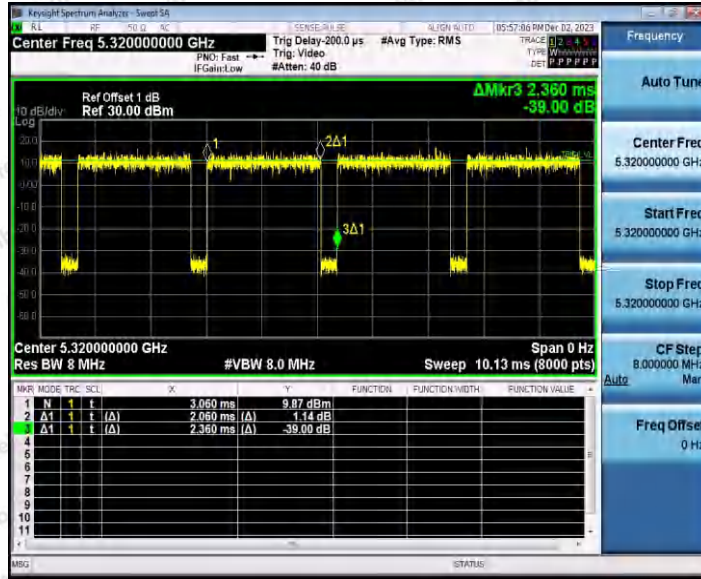 Keysight Spectrum Analyzer - Swept SA
RL RF 50 Ω AC SENSE:PULSE ALIGN AUTO 05:57:06 PM Dec 02, 2023
Center Freq 5.320000000 GHz
PNO: Fast
IFGain:Low
Trig Delay-200.0 µs
Trig: Video
#Atten: 40 dB
#Avg Type: RMS
TRACE 1 2 3 4 5 6
TYPE W
DET P P P P P P
Frequency
Auto Tune
Center Freq
5.320000000 GHz
Start Freq
5.320000000 GHz
Stop Freq
5.320000000 GHz
CF Step
8.000000 MHz
Auto Man
Freq Offset
0 Hz
Ref Offset 1 dB
10 dB/div Ref 30.00 dBm
Log
ΔMkr3 2.360 ms
-39.00 dB
20.0
10.0
0.00
-10.0
-20.0
-30.0
-40.0
-50.0
-60.0
1
2Δ1
3Δ1
Center 5.320000000 GHz Span 0 Hz
Res BW 8 MHz #VBW 8.0 MHz Sweep 10.13 ms (8000 pts)
MKR MODE TRC SCL X Y FUNCTION FUNCTION WIDTH FUNCTION VALUE
1 N 1 t 3.060 ms 9.87 dBm
2 Δ1 1 t (Δ) 2.060 ms (Δ) 1.14 dB
3 Δ1 1 t (Δ) 2.360 ms (Δ) -39.00 dB
4
5
6
7
8
9
10
11
MSG STATUS